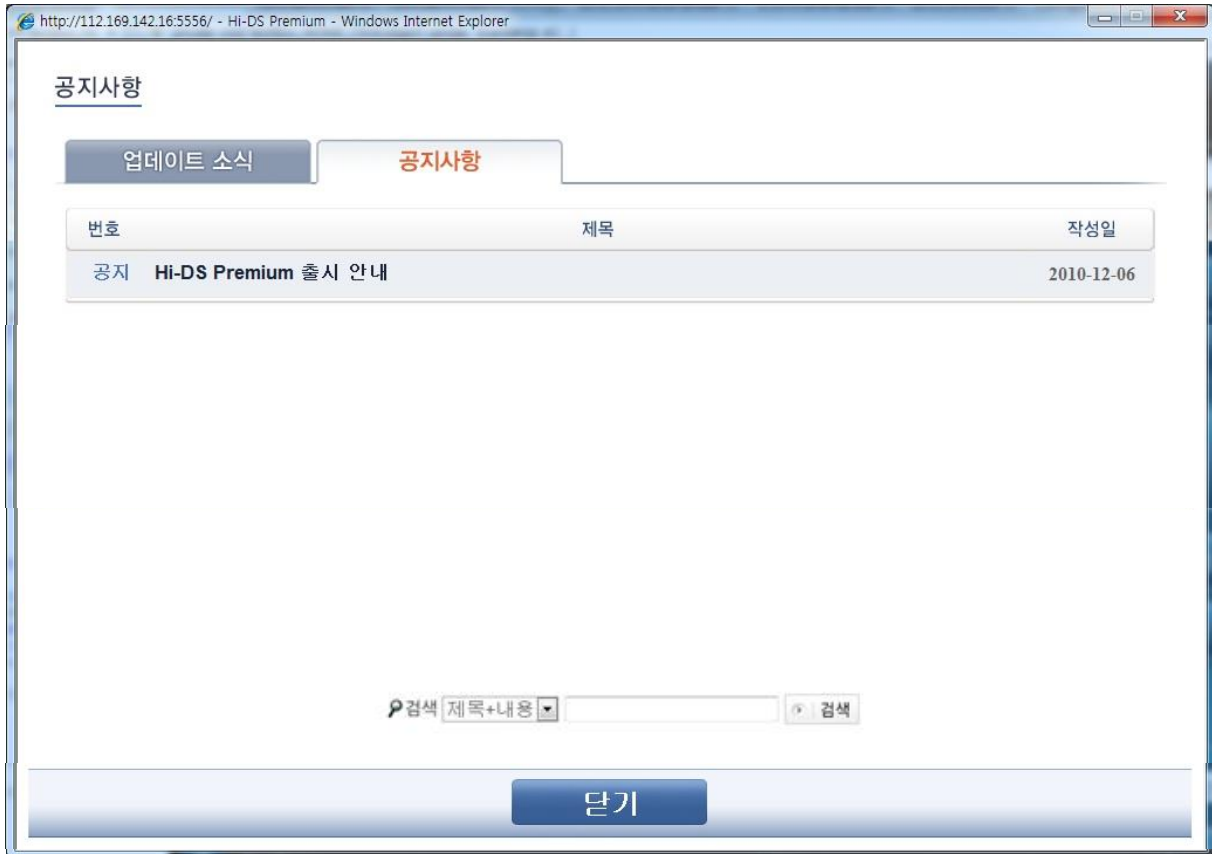 http://112.169.142.16:5556/ - Hi-DS Premium - Windows Internet Explorer
공지사항
업데이트 소식 공지사항
번호 제목 작성일
공지 Hi-DS Premium 출시 안내 2010-12-06
검색 제목+내용 검색
닫기